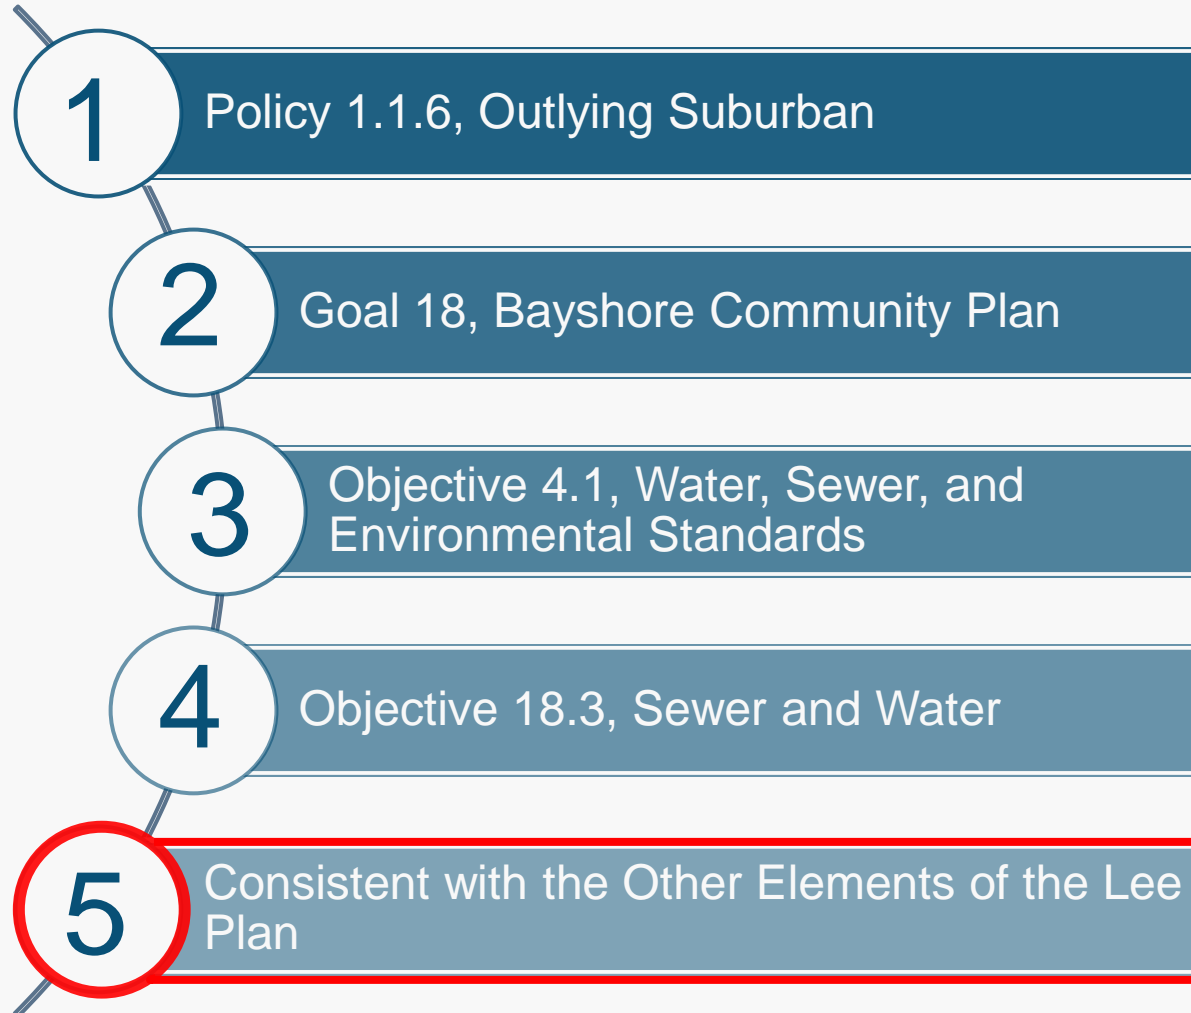 1
Policy 1.1.6, Outlying Suburban
2
Goal 18, Bayshore Community Plan
3
Objective 4.1, Water, Sewer, and
Environmental Standards
4
Objective 18.3, Sewer and Water
5
Consistent with the Other Elements of the Lee
Plan